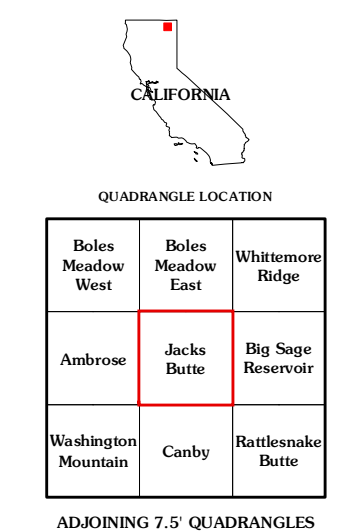 CALIFORNIA
QUADRANGLE LOCATION
Boles
Meadow
West
Boles
Meadow
East
Whittemore
Ridge
Ambrose
Jacks
Butte
Big Sage
Reservoir
Washington
Mountain
Canby
Rattlesnake
Butte
ADJOINING 7.5' QUADRANGLES